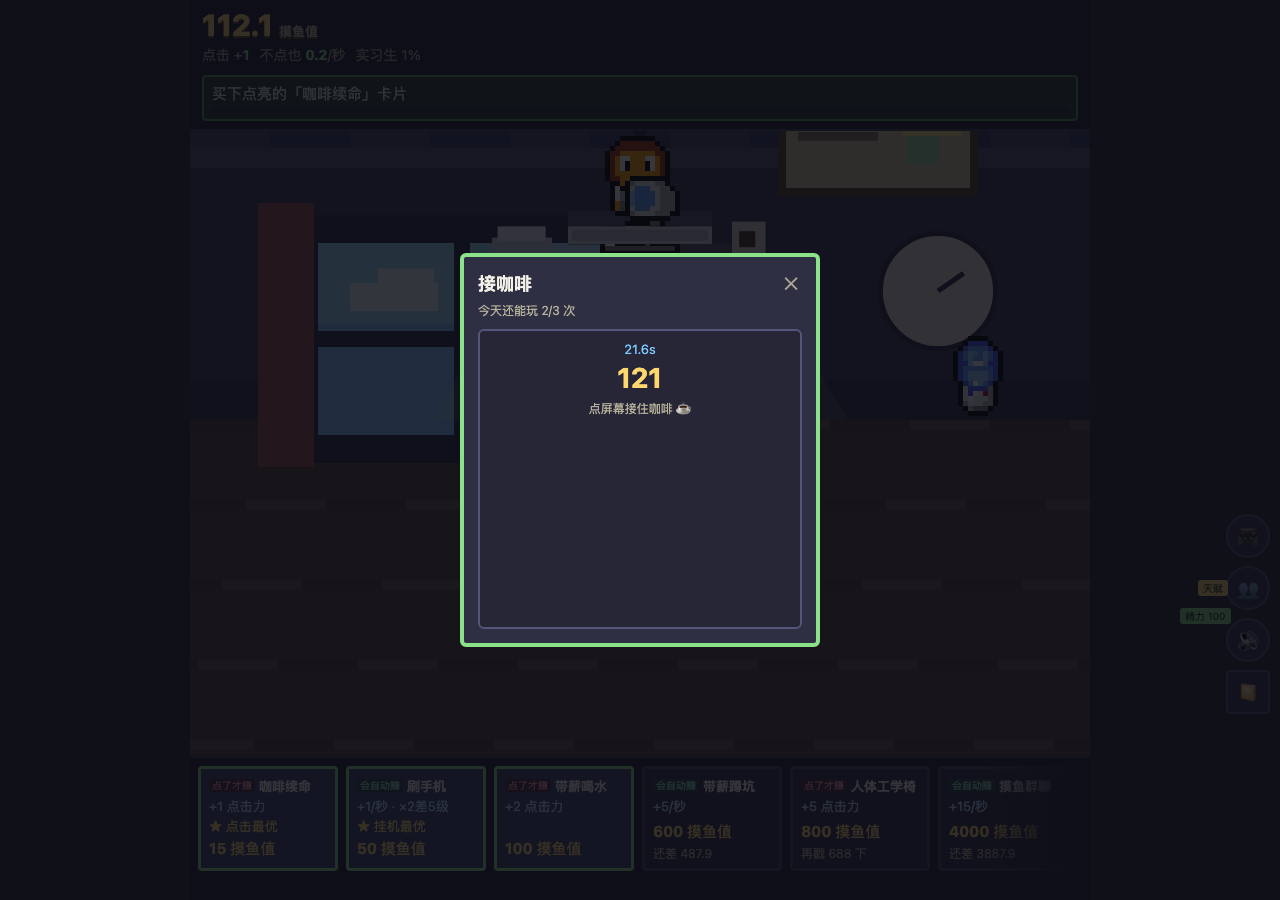 112.1 摸鱼值
点击 +1 不点也 0.2/秒 实习生 1%
买下点亮的「咖啡续命」卡片
接咖啡
今天还能玩 2/3 次
21.6s
121
点屏幕接住咖啡 ☕
天赋
精力 100
点了才赚 咖啡续命
+1 点击力
★ 点击最优
15 摸鱼值
会自动赚 刷手机
+1/秒 · ×2差5级
★ 挂机最优
50 摸鱼值
点了才赚 带薪喝水
+2 点击力
100 摸鱼值
会自动赚 带薪蹲坑
+5/秒
600 摸鱼值
还差 487.9
点了才赚 人体工学椅
+5 点击力
800 摸鱼值
再戳 688 下
会自动赚 摸鱼群聊
+15/秒
4000 摸鱼值
还差 3887.9